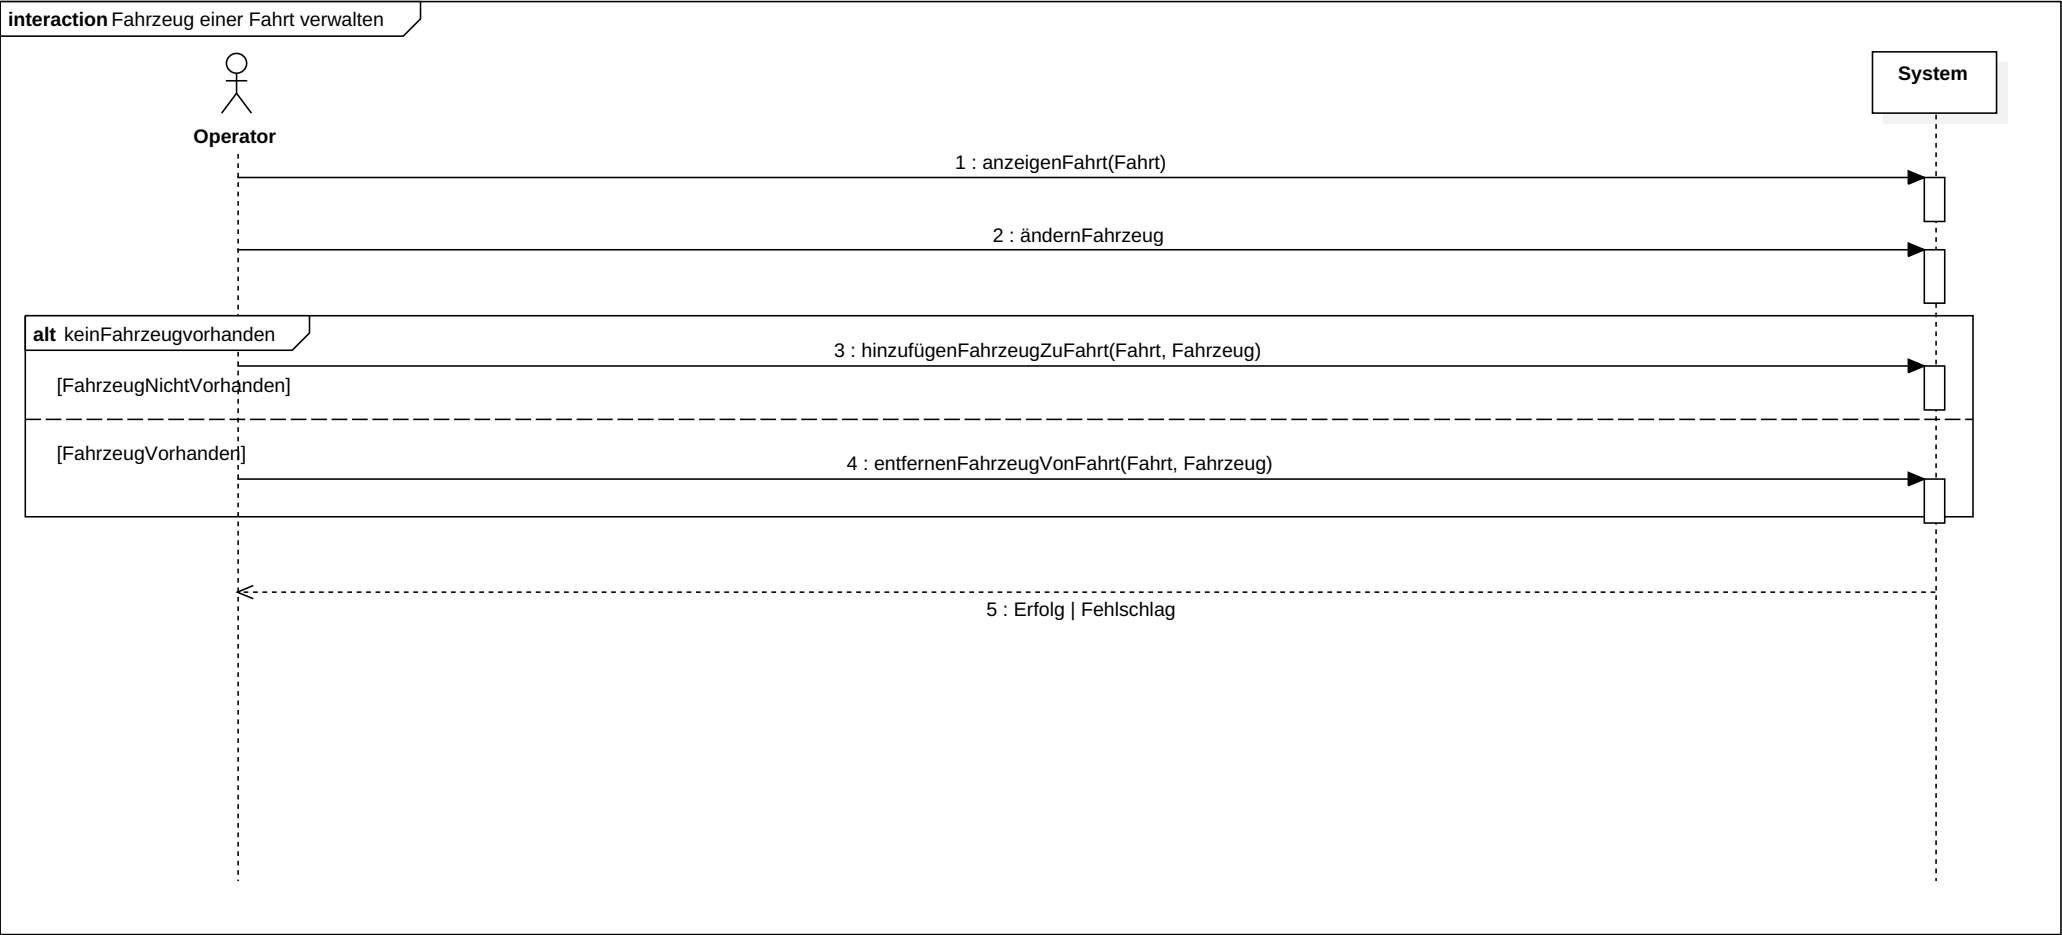 interaction Fahrzeug einer Fahrt verwalten
System
Operator
1 : anzeigenFahrt(Fahrt)
2 : ändernFahrzeug
alt keinFahrzeugvorhanden
3 : hinzufügenFahrzeugZuFahrt(Fahrt, Fahrzeug)
[FahrzeugNichtVorhanden]
[FahrzeugVorhanden]
4 : entfernenFahrzeugVonFahrt(Fahrt, Fahrzeug)
5 : Erfolg | Fehlschlag